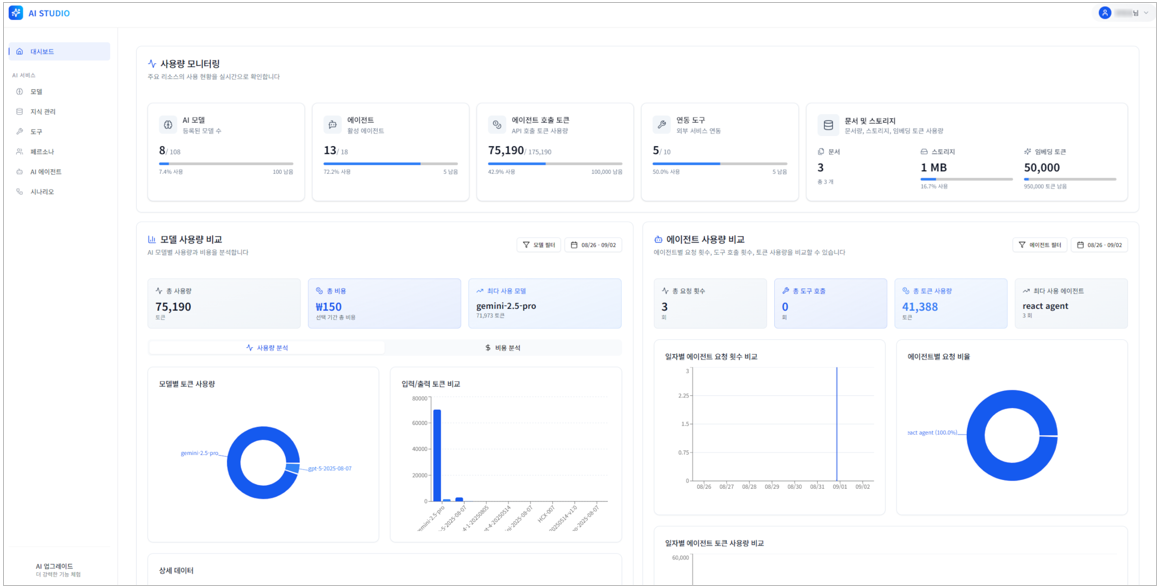 AI STUDIO
님
대시보드
AI 서비스
모델
지식 관리
도구
페르소나
AI 에이전트
시나리오
AI 업그레이드
더 강력한 기능 체험
사용량 모니터링
주요 리소스의 사용 현황을 실시간으로 확인합니다
AI 모델
등록된 모델 수
8/ 108
7.4% 사용
100 남음
에이전트
활성 에이전트
13/ 18
72.2% 사용
5 남음
에이전트 호출 토큰
API 호출 토큰 사용량
75,190/ 175,190
42.9% 사용
100,000 남음
연동 도구
외부 서비스 연동
5/ 10
50.0% 사용
5 남음
문서 및 스토리지
문서량, 스토리지, 임베딩 토큰 사용량
문서
3
총 3 개
스토리지
1 MB
16.7% 사용
임베딩 토큰
50,000
950,000 토큰 남음
모델 사용량 비교
AI 모델별 사용량과 비용을 분석합니다
모델 필터
08/26 - 09/02
총 사용량
75,190
토큰
총 비용
₩150
선택 기간 총 비용
최다 사용 모델
gemini-2.5-pro
71,973 토큰
사용량 분석
비용 분석
모델별 토큰 사용량
gemini-2.5-pro
gpt-5-2025-08-07
입력/출력 토큰 비교
80000
60000
40000
20000
0
emini-2.5-pro
-5-2025-08-07
4-1-20250805
et-4-20250514
o-2025-08-07
HCX-007
20250514-v1:0
o-2025-08-07
상세 데이터
에이전트 사용량 비교
에이전트별 요청 횟수, 도구 호출 횟수, 토큰 사용량을 비교할 수 있습니다
에이전트 필터
08/26 - 09/02
총 요청 횟수
3
회
총 도구 호출
0
회
총 토큰 사용량
41,388
토큰
최다 사용 에이전트
react agent
3 회
일자별 에이전트 요청 횟수 비교
3
2.25
1.5
0.75
0
08/26
08/27
08/28
08/29
08/30
08/31
09/01
09/02
에이전트별 요청 비율
react agent (100.0%)
일자별 에이전트 토큰 사용량 비교
60,000